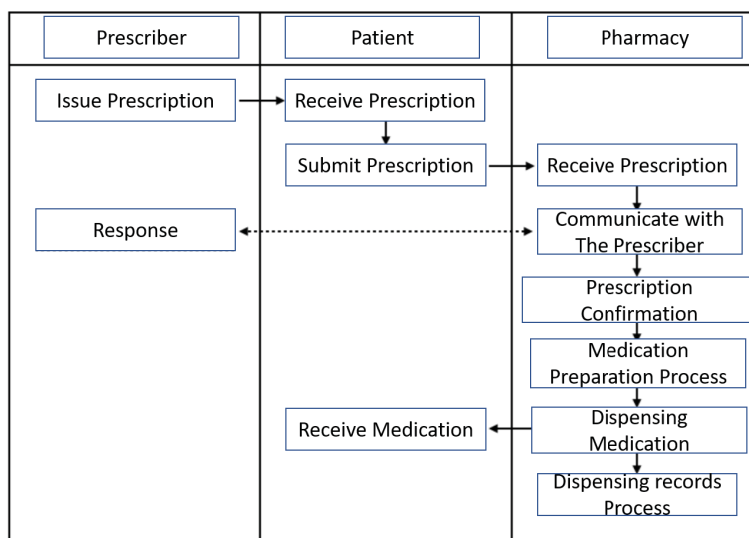 Prescriber
Patient
Pharmacy
Issue Prescription
Receive Prescription
Submit Prescription
Receive Prescription
Response
Communicate with
The Prescriber
Prescription
Confirmation
Medication
Preparation Process
Receive Medication
Dispensing
Medication
Dispensing records
Process